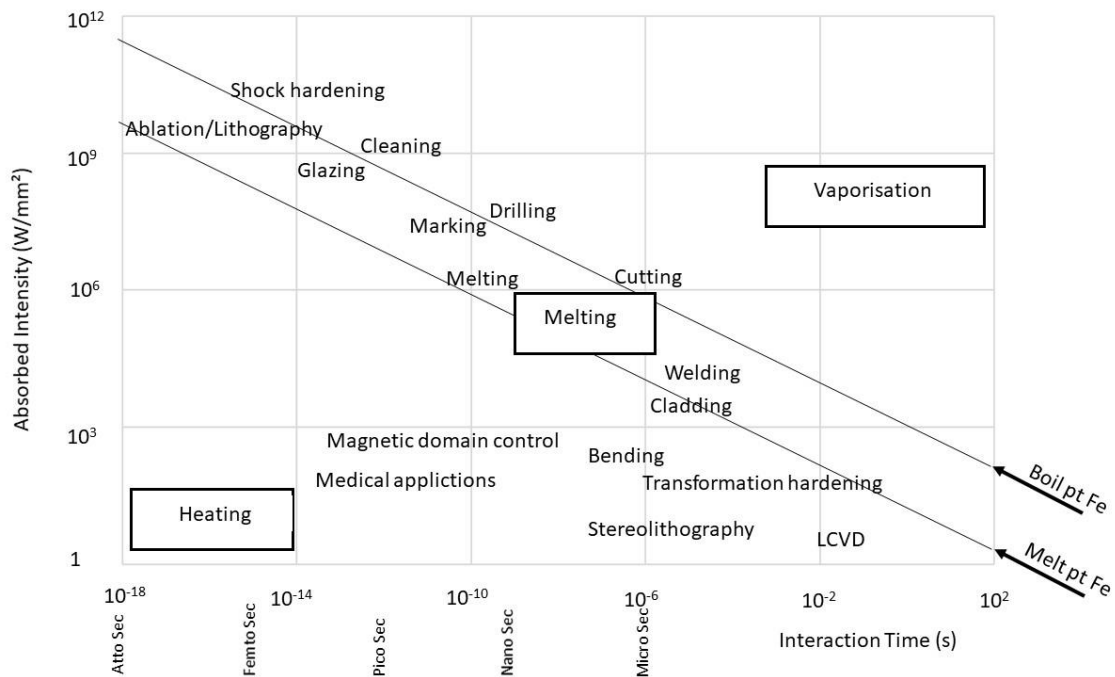 10¹²
Shock hardening
Ablation/Lithography
Cleaning
10⁹
Glazing
Vaporisation
Drilling
Marking
Melting
Cutting
10⁶
Melting
Welding
Cladding
10³
Magnetic domain control
Bending
Medical applictions
Transformation hardening
Boil pt Fe
Heating
Stereolithography
LCVD
1
Melt pt Fe
Absorbed Intensity (W/mm²)
10⁻¹⁸
10⁻¹⁴
10⁻¹⁰
10⁻⁶
10⁻²
10²
Atto Sec
Femto Sec
Pico Sec
Nano Sec
Micro Sec
Interaction Time (s)